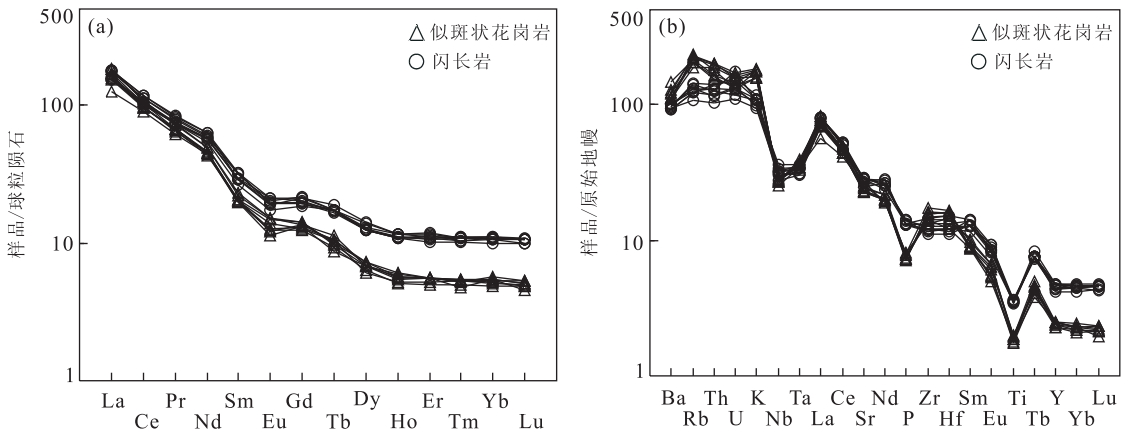 500
(a)
△ 似斑状花岗岩
○ 闪长岩
100
样品/球粒陨石
10
1
La Pr Sm Gd Dy Er Yb
Ce Nd Eu Tb Ho Tm Lu
500
(b)
△ 似斑状花岗岩
○ 闪长岩
100
样品/原始地幔
10
1
Ba Th K Ta Ce Nd Zr Sm Ti Y Lu
Rb U Nb La Sr P Hf Eu Tb Yb